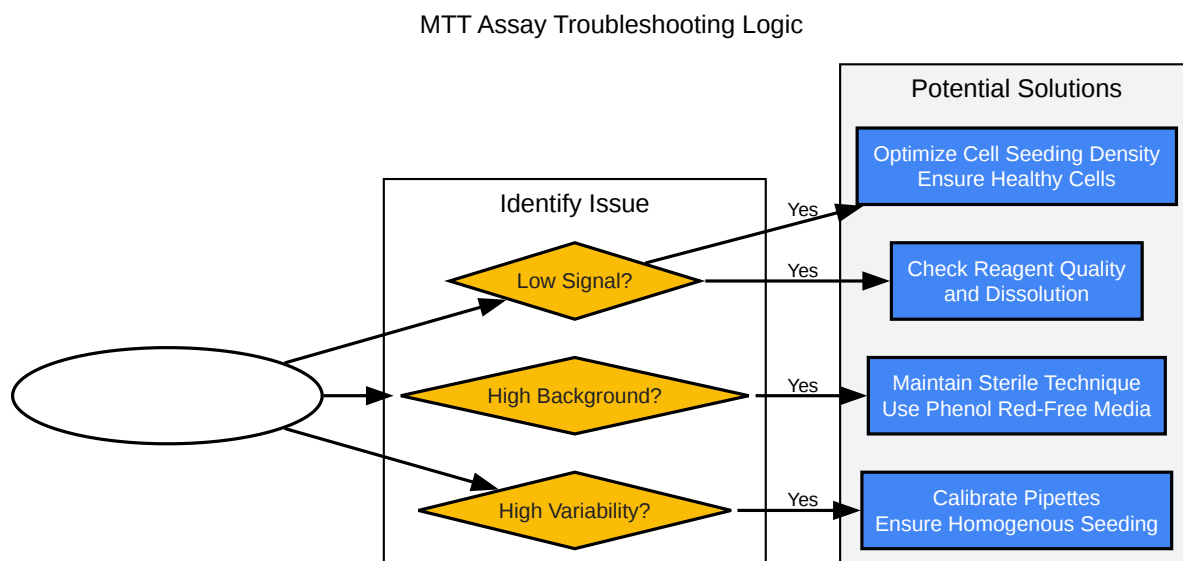 MTT Assay Troubleshooting Logic
Potential Solutions
Optimize Cell Seeding Density
Ensure Healthy Cells
Identify Issue
Yes
Low Signal?
Yes
Check Reagent Quality
and Dissolution
High Background?
Yes
Maintain Sterile Technique
Use Phenol Red-Free Media
High Variability?
Yes
Calibrate Pipettes
Ensure Homogenous Seeding